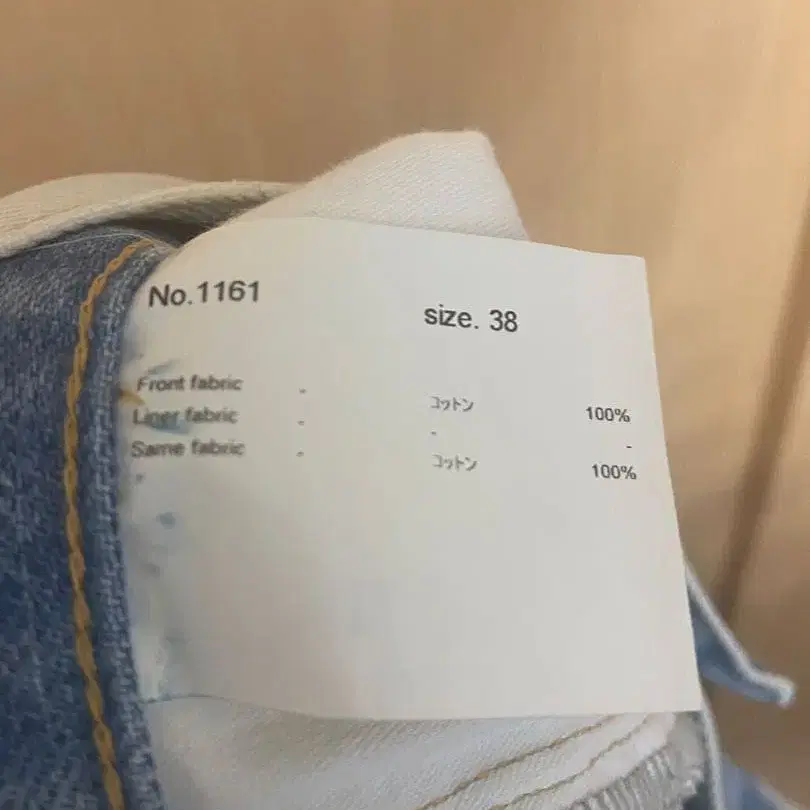 No.1161 size. 38
Front fabric - コットン 100%
Liner fabric - - -
Same fabric - コットン 100%
-